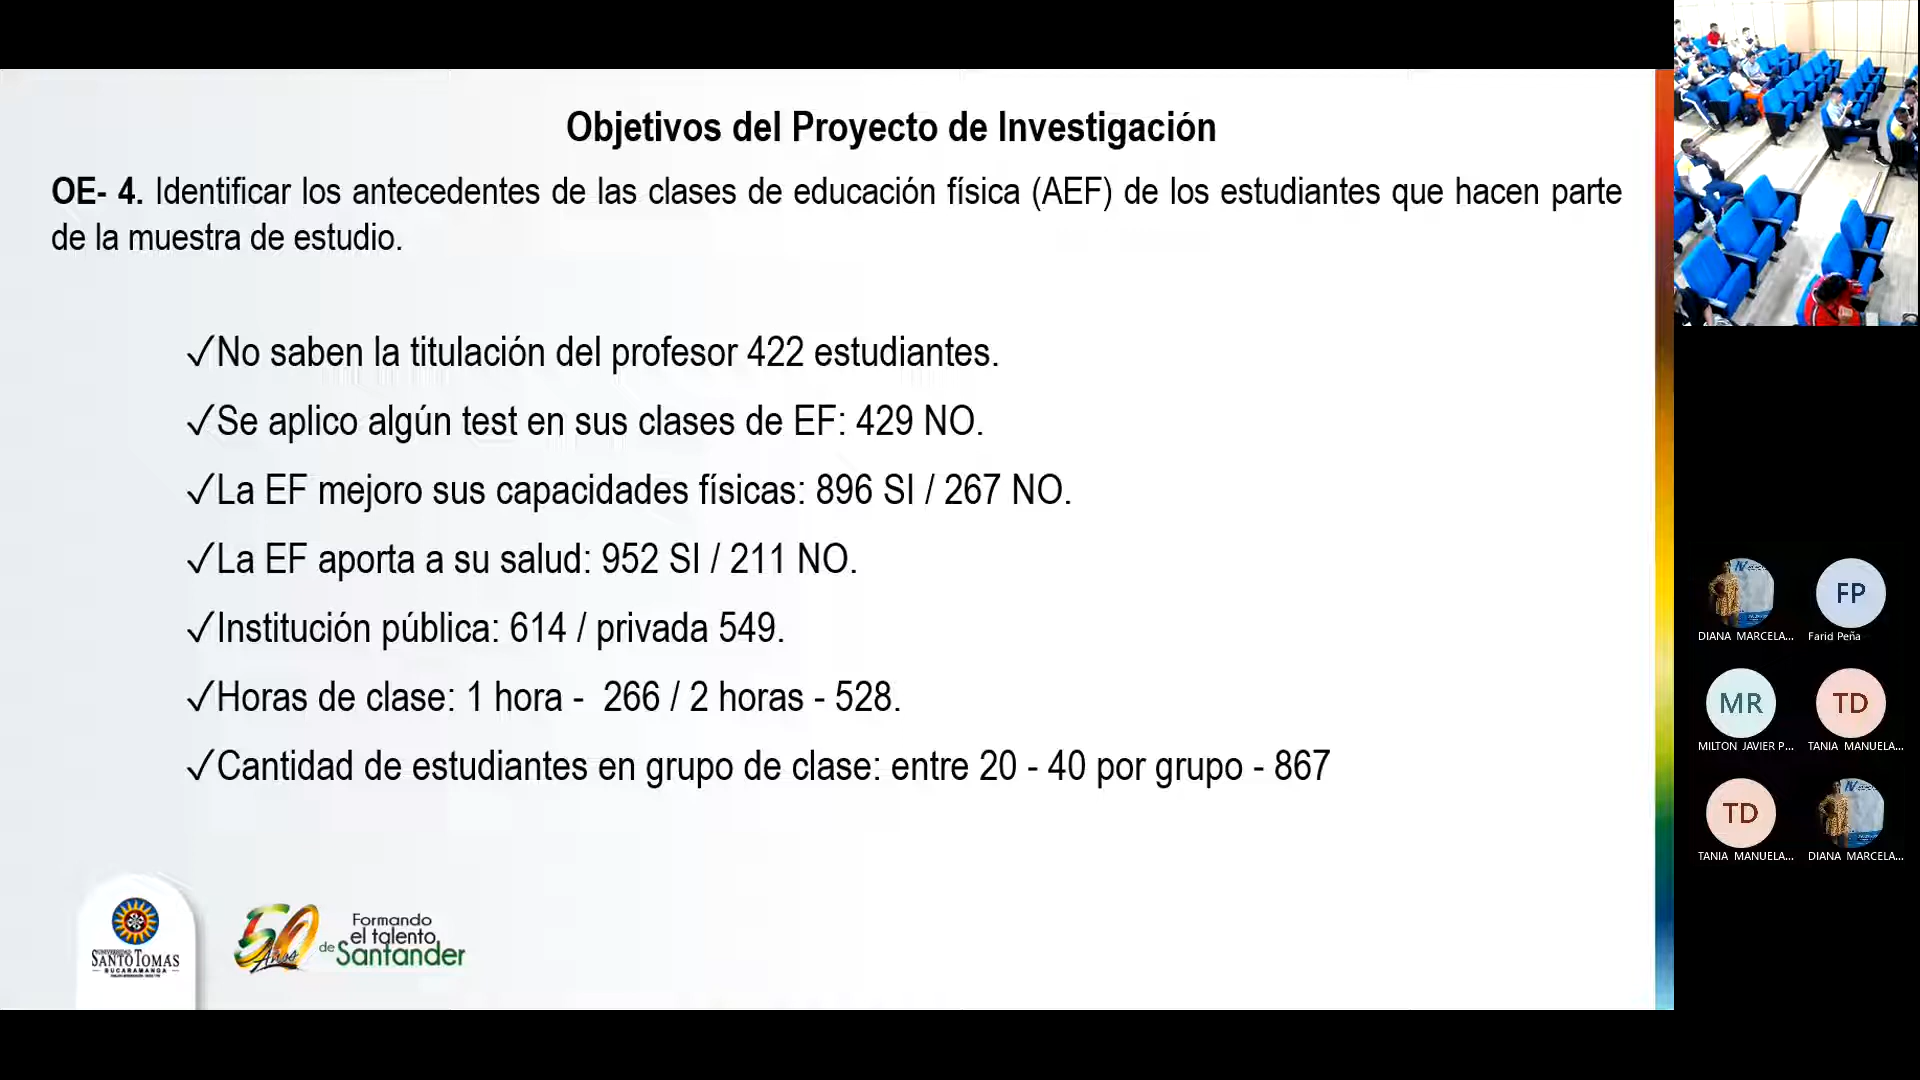 Objetivos del Proyecto de Investigación
OE- 4. Identificar los antecedentes de las clases de educación física (AEF) de los estudiantes que hacen parte
de la muestra de estudio.
✓No saben la titulación del profesor 422 estudiantes.
✓Se aplico algún test en sus clases de EF: 429 NO.
✓La EF mejoro sus capacidades físicas: 896 SI / 267 NO.
✓La EF aporta a su salud: 952 SI / 211 NO.
✓Institución pública: 614 / privada 549.
✓Horas de clase: 1 hora - 266 / 2 horas - 528.
✓Cantidad de estudiantes en grupo de clase: entre 20 - 40 por grupo - 867
UNIVERSIDAD
SANTO TOMAS
BUCARAMANGA
50 Años
Formando
el talento
de Santander
DIANA MARCELA...
FP
Farid Peña
MR
MILTON JAVIER P...
TD
TANIA MANUELA...
TD
TANIA MANUELA...
DIANA MARCELA...